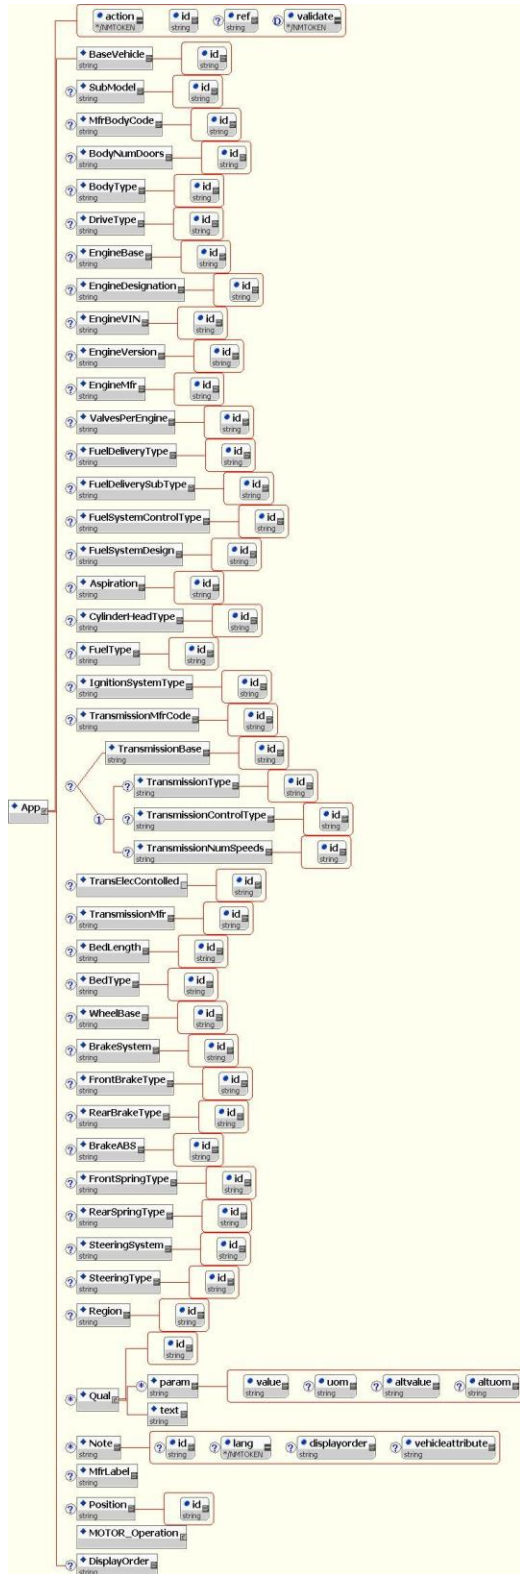 action id ? ref D validate
*/NMTOKEN string string */NMTOKEN
BaseVehicle id
string string
? SubModel id
string string
? MfrBodyCode id
string string
? BodyNumDoors id
string string
? BodyType id
string string
? DriveType id
string string
? EngineBase id
string string
? EngineDesignation id
string string
? EngineVIN id
string string
? EngineVersion id
string string
? EngineMfr id
string string
? ValvesPerEngine id
string string
? FuelDeliveryType id
string string
? FuelDeliverySubType id
string string
? FuelSystemControlType id
string string
? FuelSystemDesign id
string string
? Aspiration id
string string
? CylinderHeadType id
string string
? FuelType id
string string
? IgnitionSystemType id
string string
? TransmissionMfrCode id
string string
TransmissionBase id
string string
?
? TransmissionType id
string string
App
1 ? TransmissionControlType id
string string
? TransmissionNumSpeeds id
string string
? TransElecContolled id
string string
? TransmissionMfr id
string string
? BedLength id
string string
? BedType id
string string
? WheelBase id
string string
? BrakeSystem id
string string
? FrontBrakeType id
string string
? RearBrakeType id
string string
? BrakeABS id
string string
? FrontSpringType id
string string
? RearSpringType id
string string
? SteeringSystem id
string string
? SteeringType id
string string
? Region id
string string
id
string
* param value ? uom ? altvalue ? altuom
string string string string string
* Qual
text
string
* Note ? id ? lang ? displayorder ? vehicleattribute
string string */NMTOKEN string string
? MfrLabel
string
? Position id
string string
MOTOR_Operation
string
? DisplayOrder
string